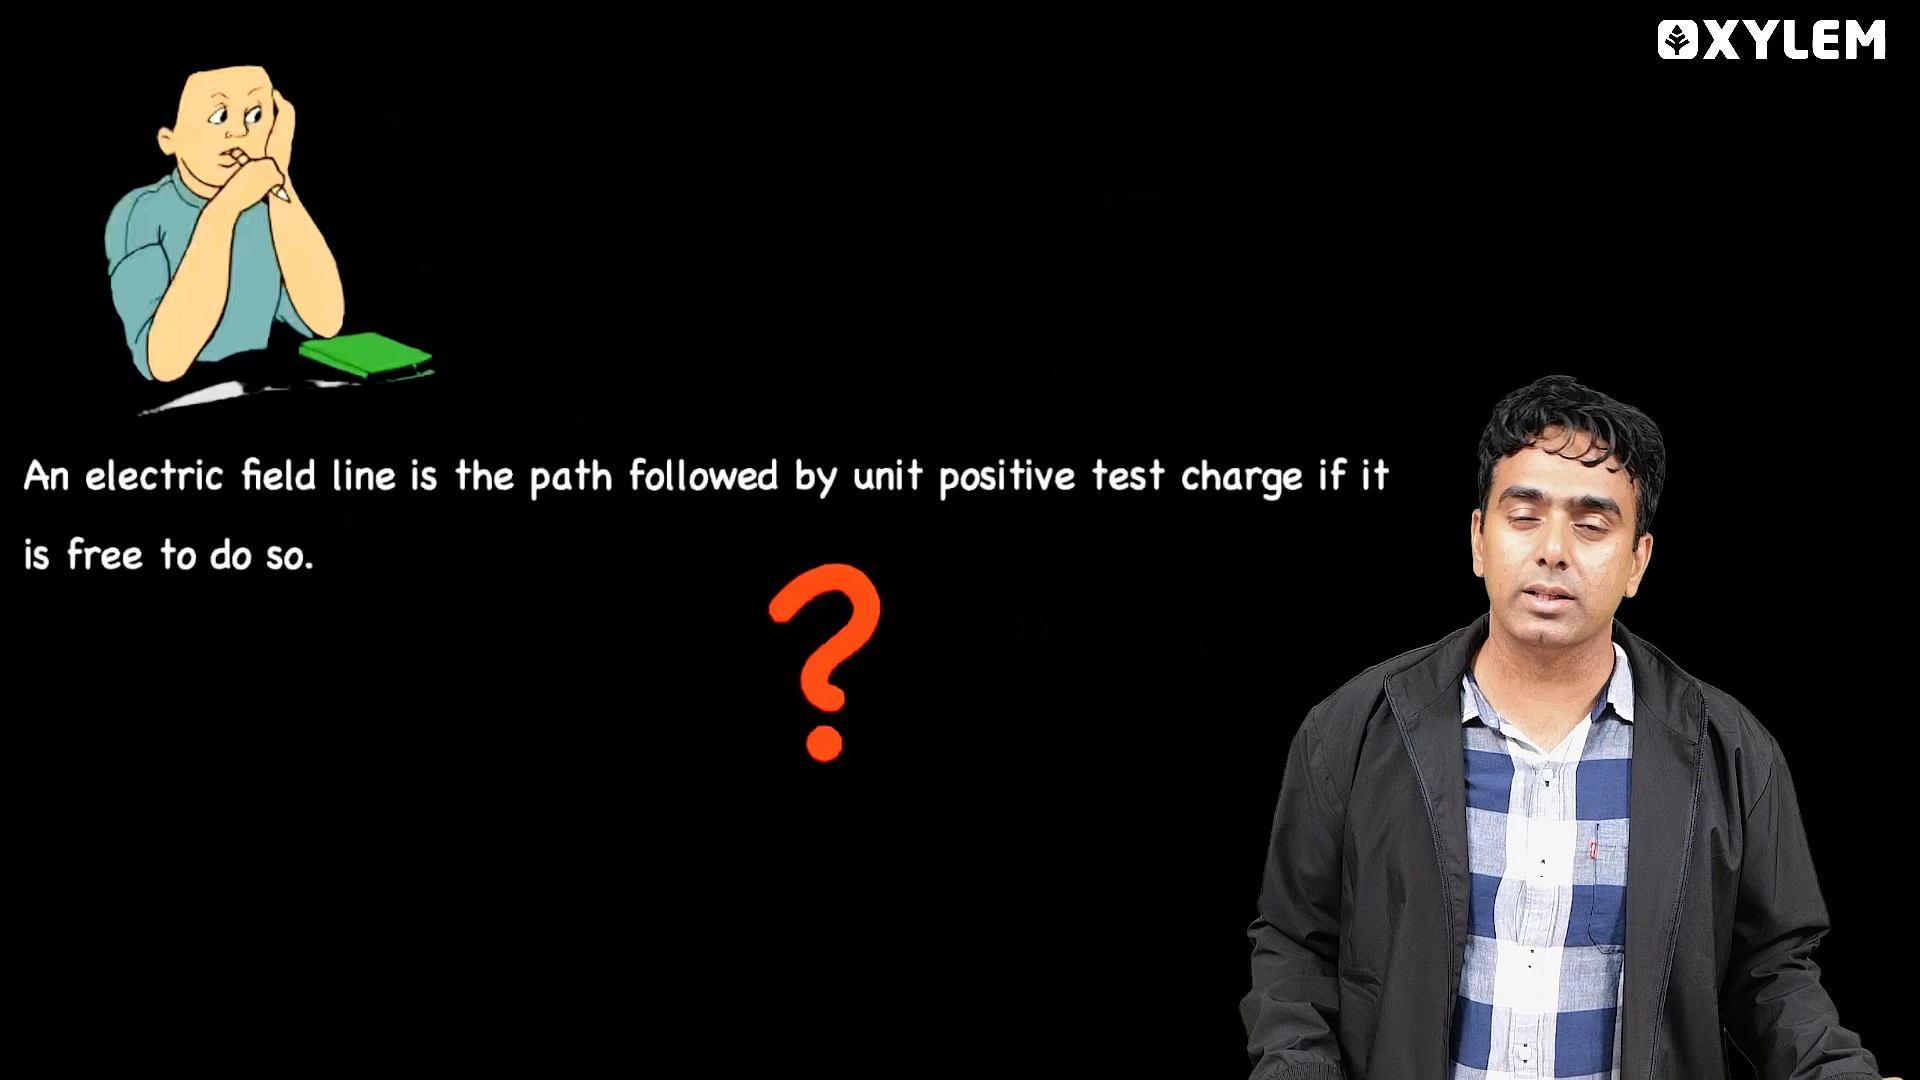 XYLEM
An electric field line is the path followed by unit positive test charge if it
is free to do so.
?